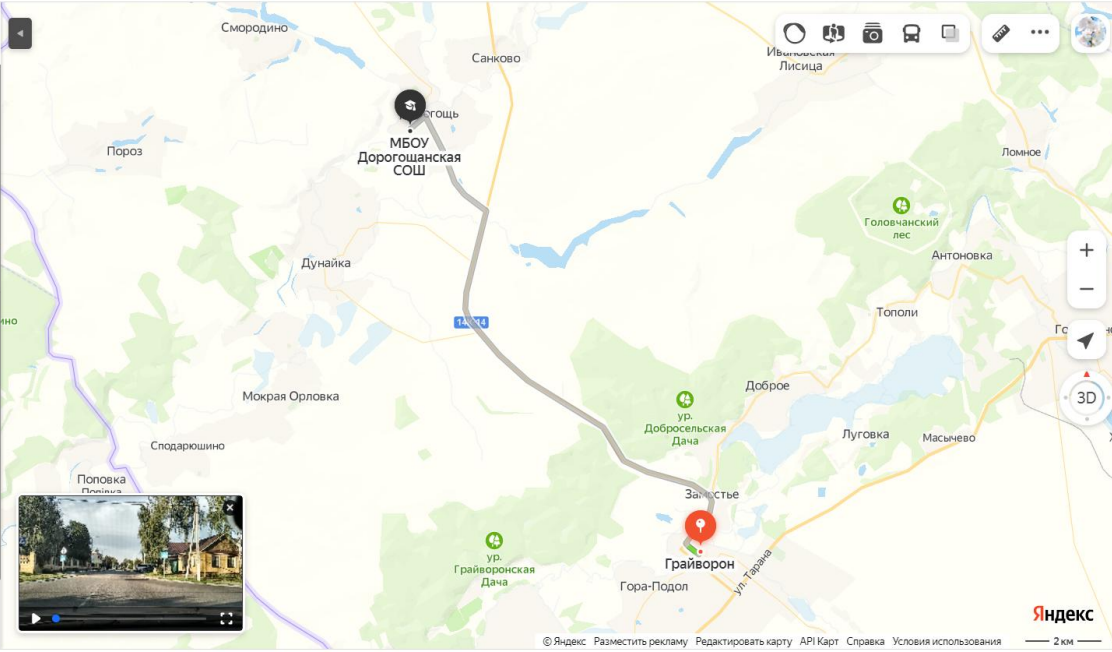 Смородино
Санково
Ивановская
Лисица
МБОУ
Дорогощанская
СОШ
Пороз
Ломное
Головчанский
лес
Дунайка
Антоновка
Тополи
Мокрая Орловка
Доброе
ур.
Добросельская
Дача
3D
Луговка
Масычево
Сподарюшино
Поповка
Замостье
ур.
Грайворонская
Дача
Грайворон
Гора-Подол
ул. Тарана
Яндекс
© Яндекс Разместить рекламу Редактировать карту API Карт Справка Условия использования
2 км